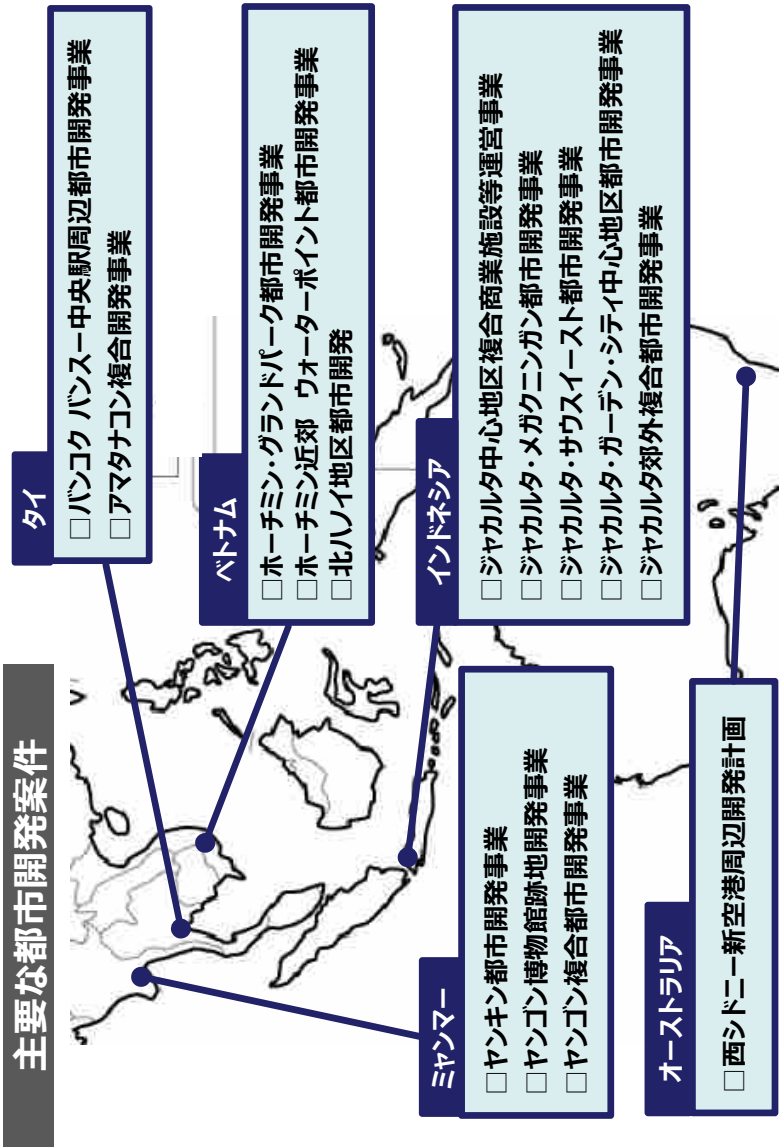 主要な都市開発案件
タイ
□バンコク バンスー中央駅周辺都市開発事業
□アマタナコン複合開発事業
ベトナム
□ホーチミン・グランドパーク都市開発事業
□ホーチミン近郊 ウォーターポイント都市開発事業
□北ハノイ地区都市開発
インドネシア
□ジャカルタ中心地区複合商業施設等運営事業
□ジャカルタ・メガクニンガン都市開発事業
□ジャカルタ・サウスイースト都市開発事業
□ジャカルタ・ガーデン・シティ中心地区都市開発事業
□ジャカルタ郊外複合都市開発事業
ミャンマー
□ヤンキン都市開発事業
□ヤンゴン博物館跡地開発事業
□ヤンゴン複合都市開発事業
オーストラリア
□西シドニー新空港周辺開発計画